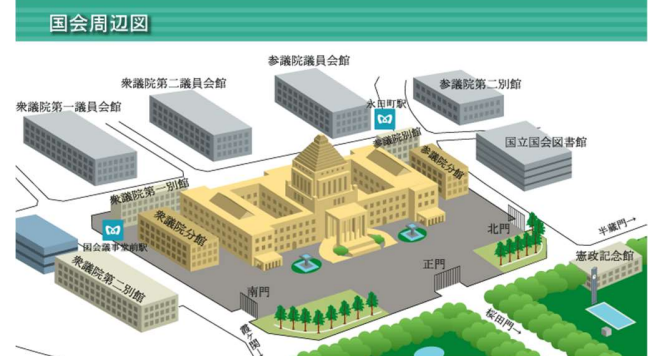 国会周辺図
参議院議員会館
衆議院第二議員会館
参議院第二別館
衆議院第一議員会館
永田町駅
参議院別館
国立国会図書館
参議院分館
衆議院第一別館
北門
半蔵門→
衆議院分館
国会議事堂前駅
憲政記念館
正門
衆議院第二別館
南門
桜田門→
霞ヶ関→